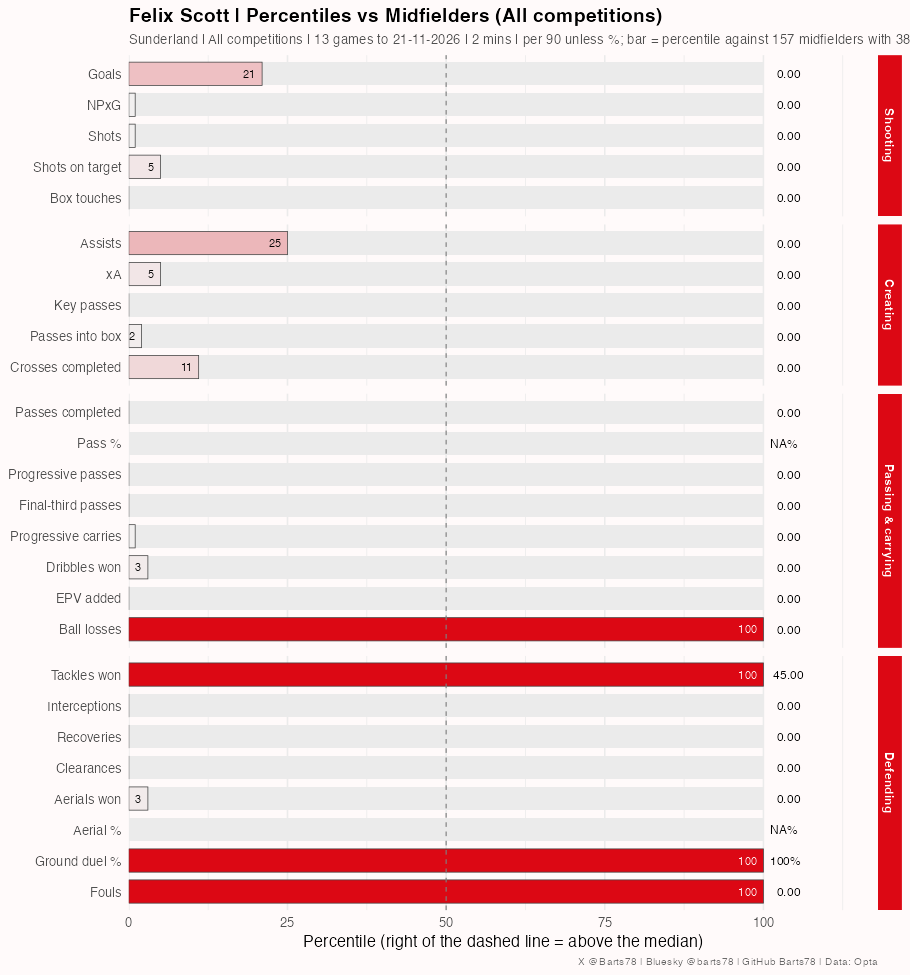 Felix Scott | Percentiles vs Midfielders (All competitions)
Sunderland | All competitions | 13 games to 21-11-2026 | 2 mins | per 90 unless %; bar = percentile against 157 midfielders with 38
Goals 21 0.00
NPxG 0.00
Shots 0.00
Shots on target 5 0.00
Box touches 0.00
Shooting
Assists 25 0.00
xA 5 0.00
Key passes 0.00
Passes into box 2 0.00
Crosses completed 11 0.00
Creating
Passes completed 0.00
Pass % NA%
Progressive passes 0.00
Final-third passes 0.00
Progressive carries 0.00
Dribbles won 3 0.00
EPV added 0.00
Ball losses 100 0.00
Passing & carrying
Tackles won 100 45.00
Interceptions 0.00
Recoveries 0.00
Clearances 0.00
Aerials won 3 0.00
Aerial % NA%
Ground duel % 100 100%
Fouls 100 0.00
Defending
0 25 50 75 100
Percentile (right of the dashed line = above the median)
X @Barts78 | Bluesky @barts78 | GitHub Barts78 | Data: Opta